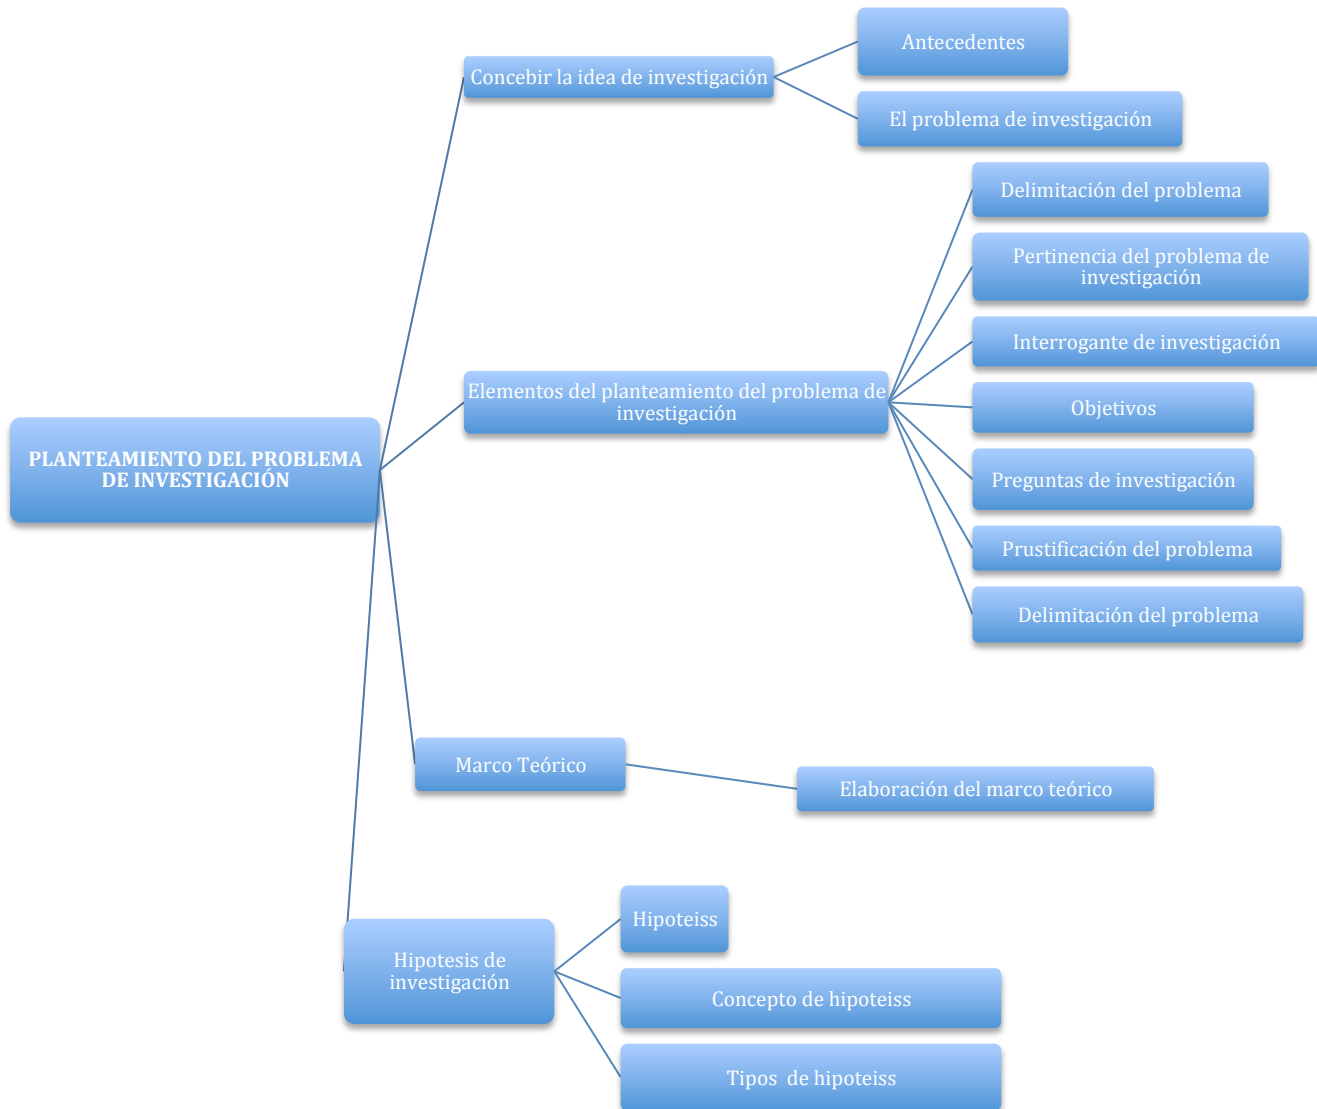 Antecedentes
Concebir la idea de investigación
El problema de investigación
Delimitación del problema
Pertinencia del problema de
investigación
Interrogante de investigación
Elementos del planteamiento del problema de
investigación
Objetivos
PLANTEAMIENTO DEL PROBLEMA
DE INVESTIGACIÓN
Preguntas de investigación
Prustificación del problema
Delimitación del problema
Marco Teórico
Elaboración del marco teórico
Hipoteiss
Hipotesis de
investigación
Concepto de hipoteiss
Tipos  de hipoteiss